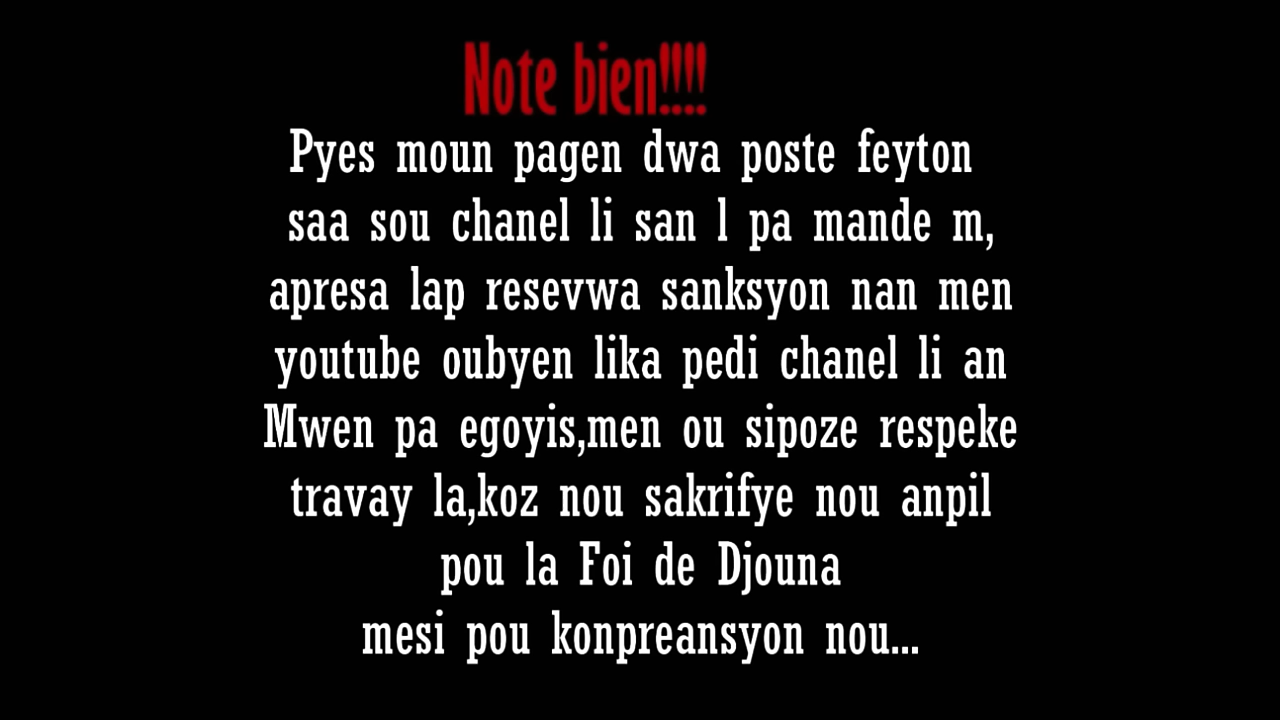 Note bien!!!!
Pyes moun pagen dwa poste feyton
saa sou chanel li san l pa mande m,
apresa lap resevwa sanksyon nan men
youtube oubyen lika pedi chanel li an
Mwen pa egoyis,men ou sipoze respeke
travay la,koz nou sakrifye nou anpil
pou la Foi de Djouna
mesi pou konpreansyon nou...